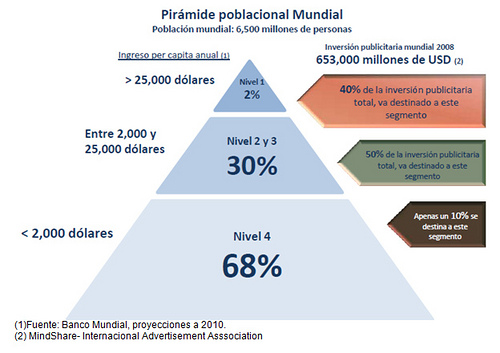 Pirámide poblacional Mundial
Población mundial: 6,500 millones de personas
Ingreso per capita anual (1)
> 25,000 dólares
Nivel 1
2%
Inversión publicitaria mundial 2008
653,000 millones de USD (2)
40% de la inversión publicitaria
total, va destinado a este
segmento
Entre 2,000 y
25,000 dólares
Nivel 2 y 3
30%
50% de la inversión publicitaria
total, va destinado a este
segmento
< 2,000 dólares
Nivel 4
68%
Apenas un 10% se
destina a este
segmento
(1)Fuente: Banco Mundial, proyecciones a 2010.
(2) MindShare- Internacional Advertisement Asssociation